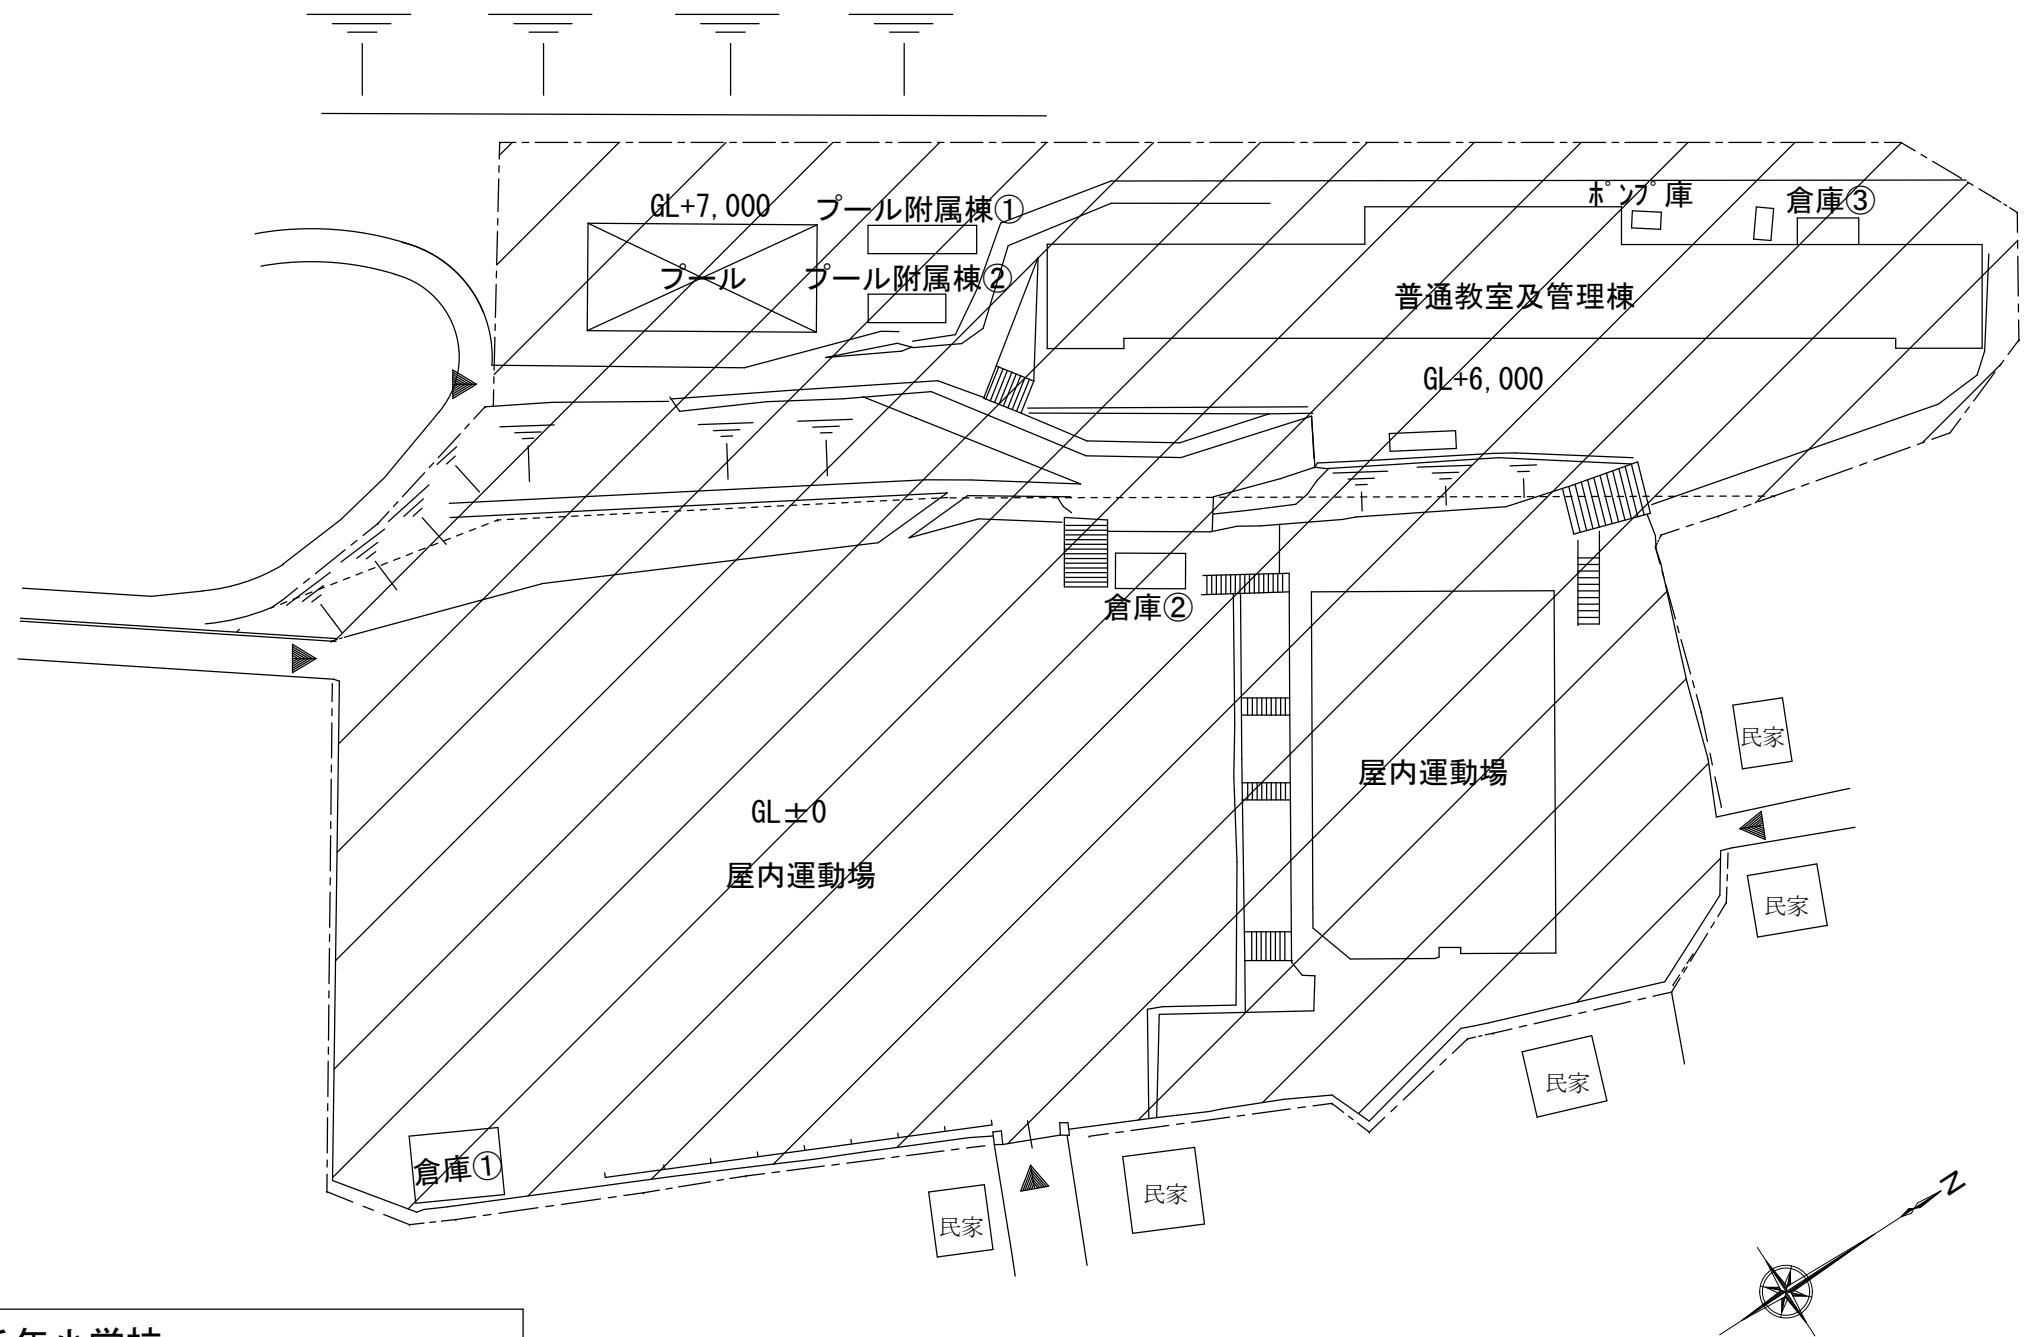 GL+7,000
プール附属棟①
ポンプ庫
倉庫③
プール
プール附属棟②
普通教室及管理棟
GL+6,000
倉庫②
民家
屋内運動場
GL±0
屋内運動場
民家
民家
倉庫①
民家
民家
N